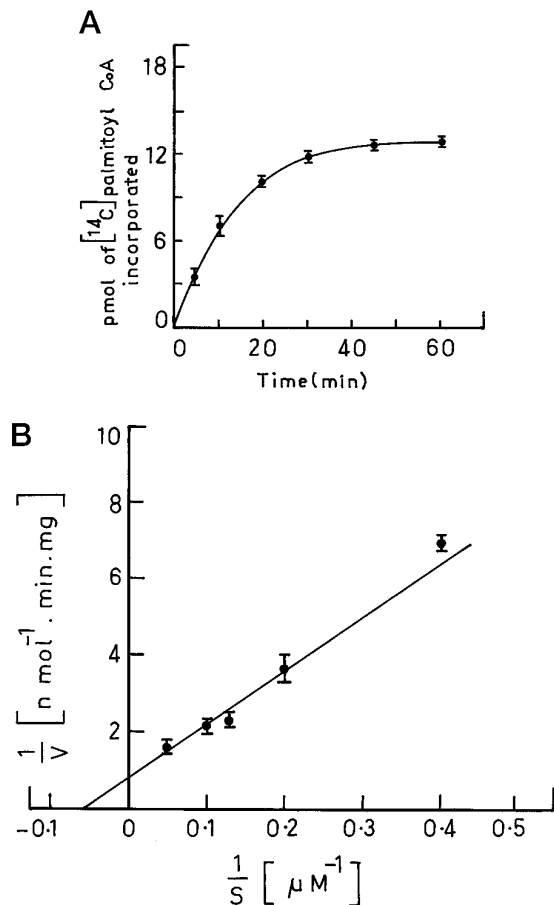 A
18
12
6
0
pmol of [14C] palmitoyl CoA
incorporated
0 20 40 60
Time(min)
B
10
8
6
4
2
1/V [n mol-1. min.mg]
-0.1 0 0.1 0.2 0.3 0.4 0.5
1/S [μM-1]